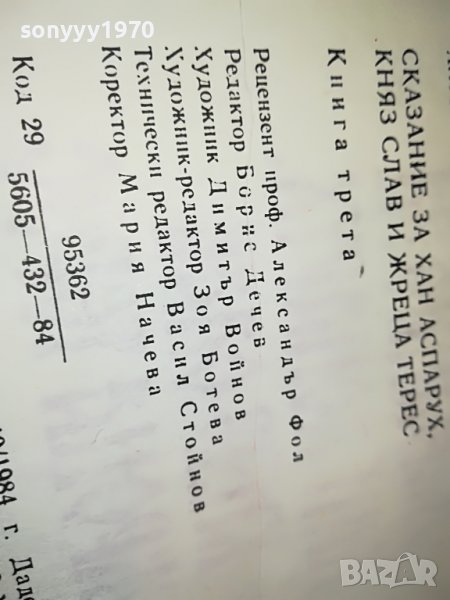 sonyyy1970
СКАЗАНИЕ ЗА ХАН АСПАРУХ,
КНЯЗ СЛАВ И ЖРЕЦА ТЕРЕС
Книга трета
Рецензент проф. Александър Фол
Редактор Борис Дечев
Художник Димитър Войнов
Художник-редактор Зоя Ботева
Технически редактор Васил Стойнов
Коректор Мария Начева
95362
Код 29 5605—432—84
1984 г. Даде
BAZAR